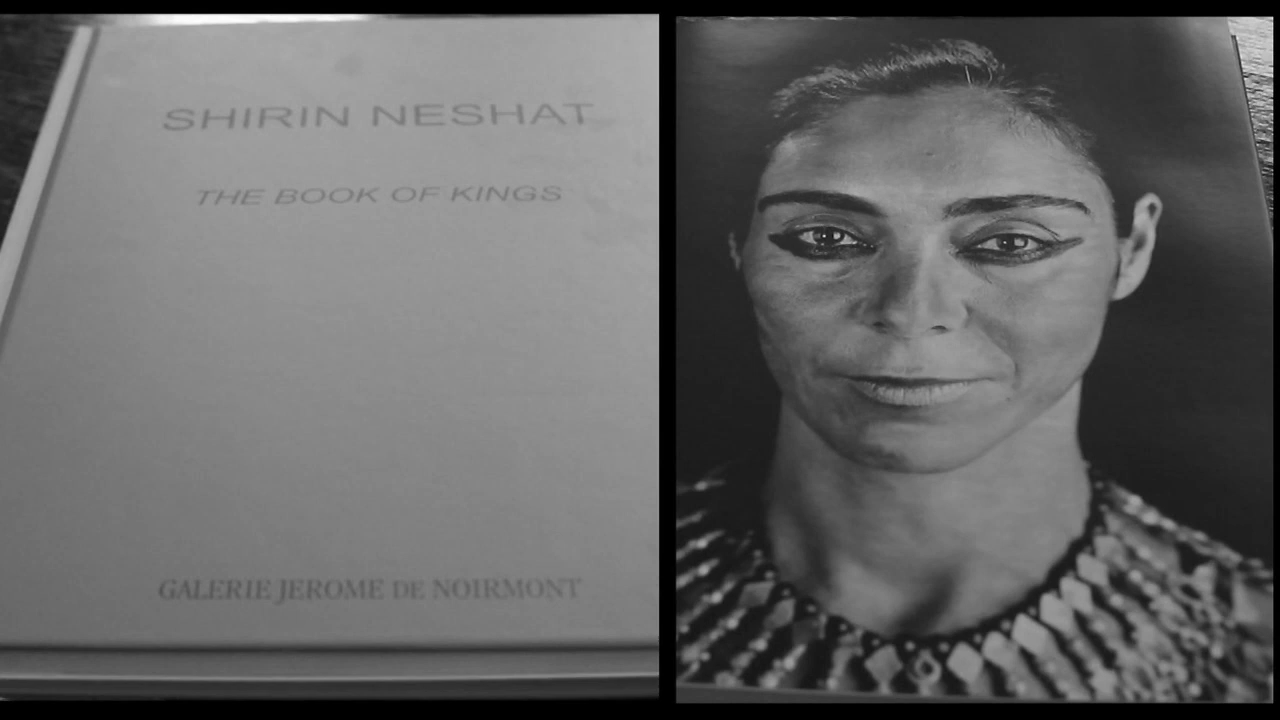 SHIRIN NESHAT
THE BOOK OF KINGS
GALERIE JEROME DE NOIRMONT